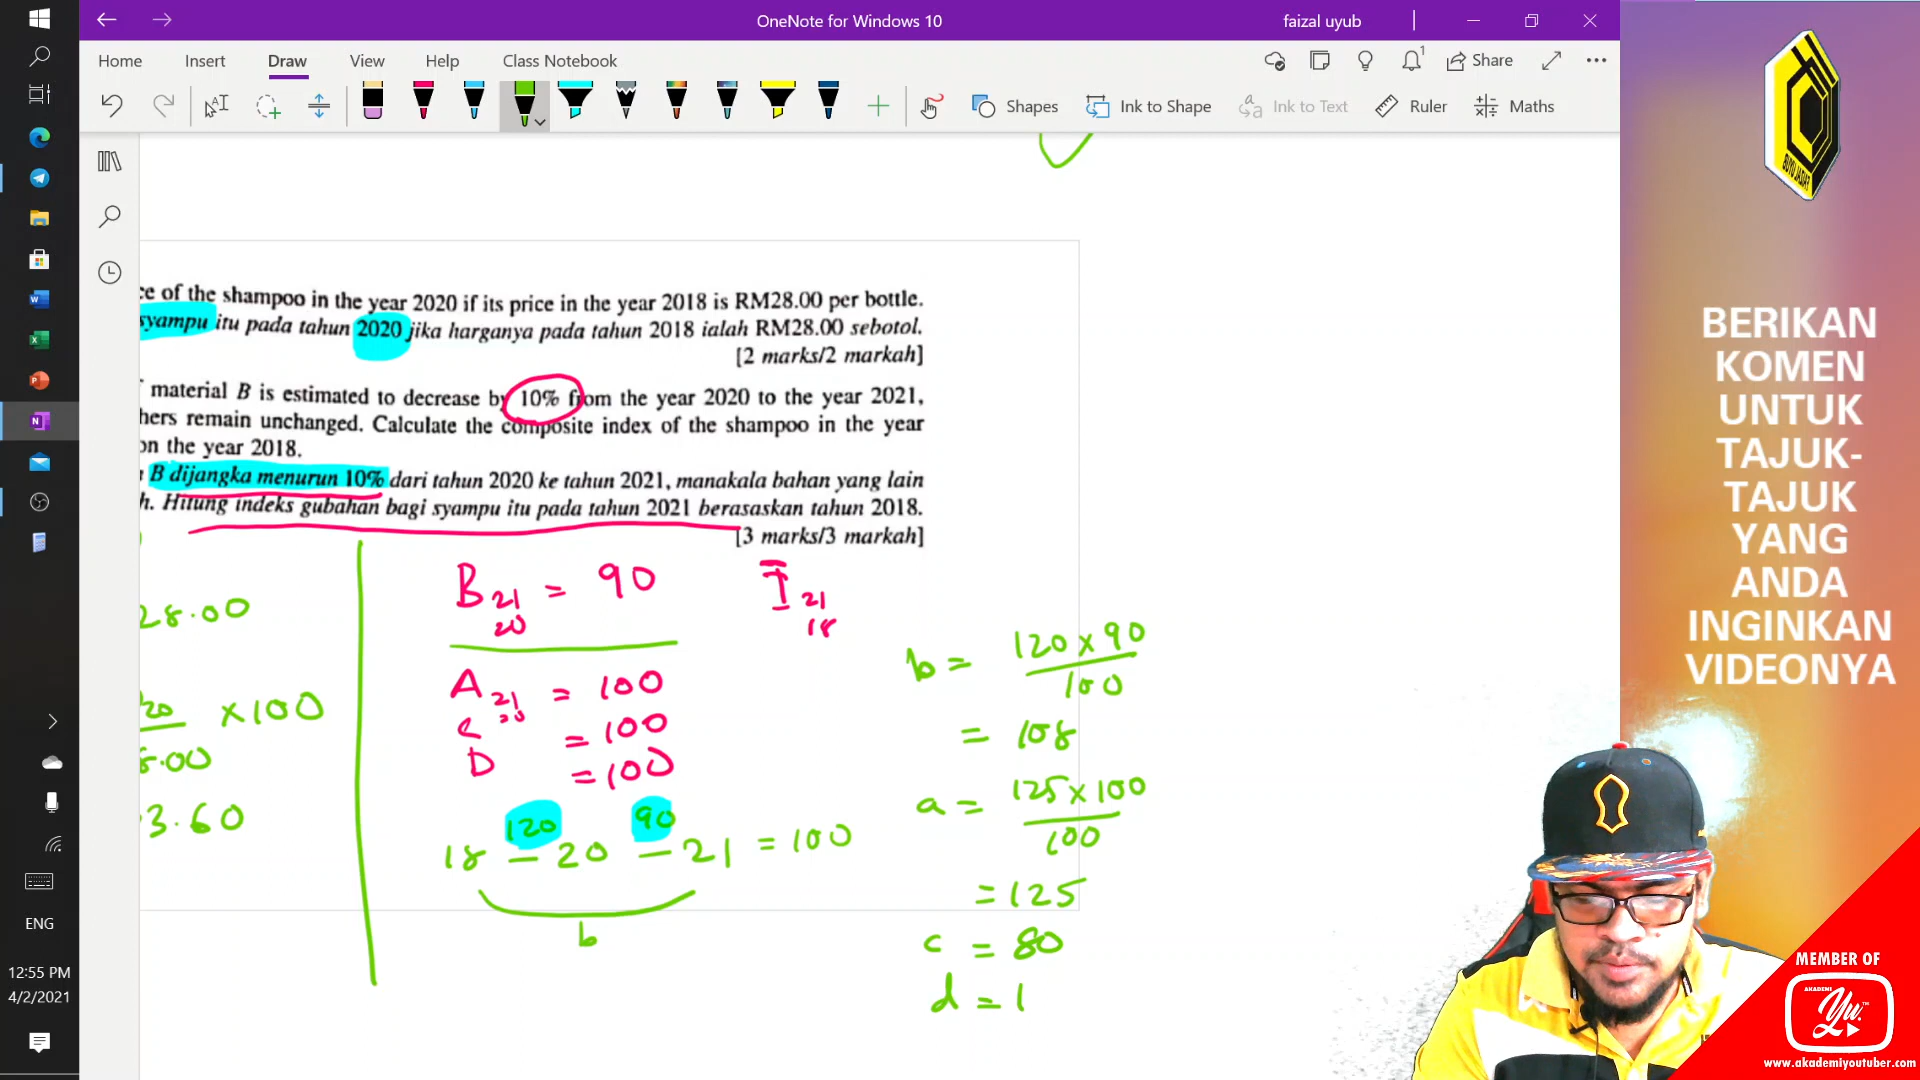 OneNote for Windows 10
faizal uyub
Home Insert Draw View Help Class Notebook
1
Share
Shapes
Ink to Shape
Ink to Text
Ruler
Maths
of the shampoo in the year 2020 if its price in the year 2018 is RM28.00 per bottle.
syampu itu pada tahun 2020 jika harganya pada tahun 2018 ialah RM28.00 sebotol.
[2 marks/2 markah]
material B is estimated to decrease by 10% from the year 2020 to the year 2021,
hers remain unchanged. Calculate the composite index of the shampoo in the year
on the year 2018.
B dijangka menurun 10% dari tahun 2020 ke tahun 2021, manakala bahan yang lain
h. Hitung indeks gubahan bagi syampu itu pada tahun 2021 berasaskan tahun 2018.
[3 marks/3 markah]
28.00
20 × 100
8.00
3.60
B 21 = 90
20
A 21 = 100
20
C = 100
D = 100
120 90
18 — 20 — 21 = 100
b
Ī 21
18
b = 120 × 90
100
= 108
a = 125 × 100
100
= 125
c = 80
d = 1
BERIKAN
KOMEN
UNTUK
TAJUK-
TAJUK
YANG
ANDA
INGINKAN
VIDEONYA
MEMBER OF
AKADEMI
Yu
www.akademiyoutuber.com
ENG
12:55 PM
4/2/2021